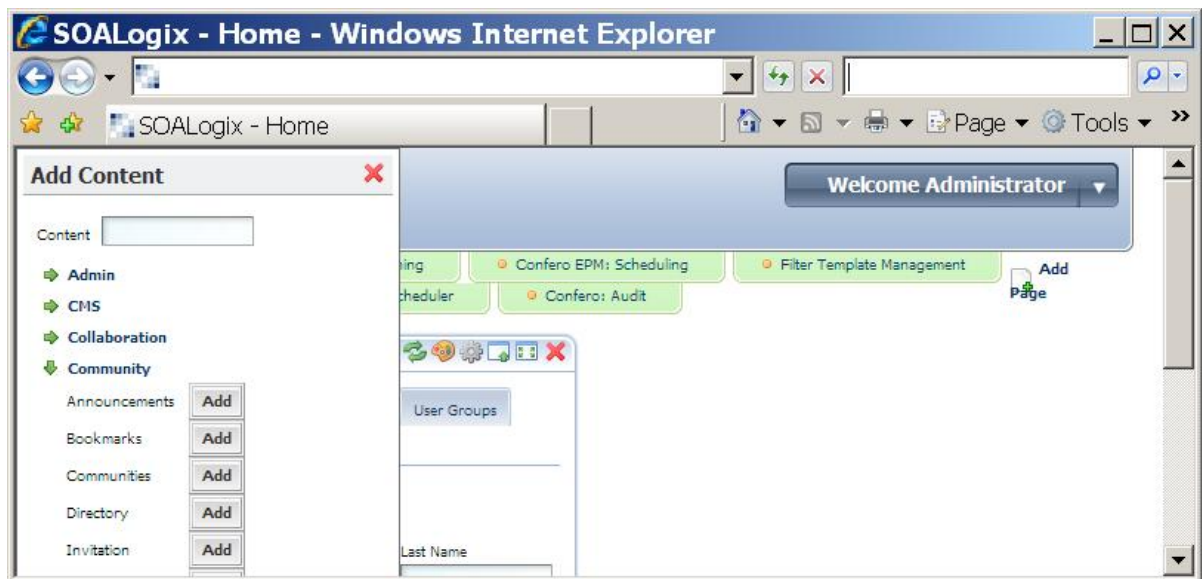 SOALogix - Home - Windows Internet Explorer
SOALogix - Home
Page
Tools
Add Content
Welcome Administrator
Content
Admin
Confero EPM: Scheduling
Filter Template Management
Add Page
CMS
Confero: Audit
Collaboration
Community
Announcements Add
User Groups
Bookmarks Add
Communities Add
Directory Add
Invitation Add
Last Name